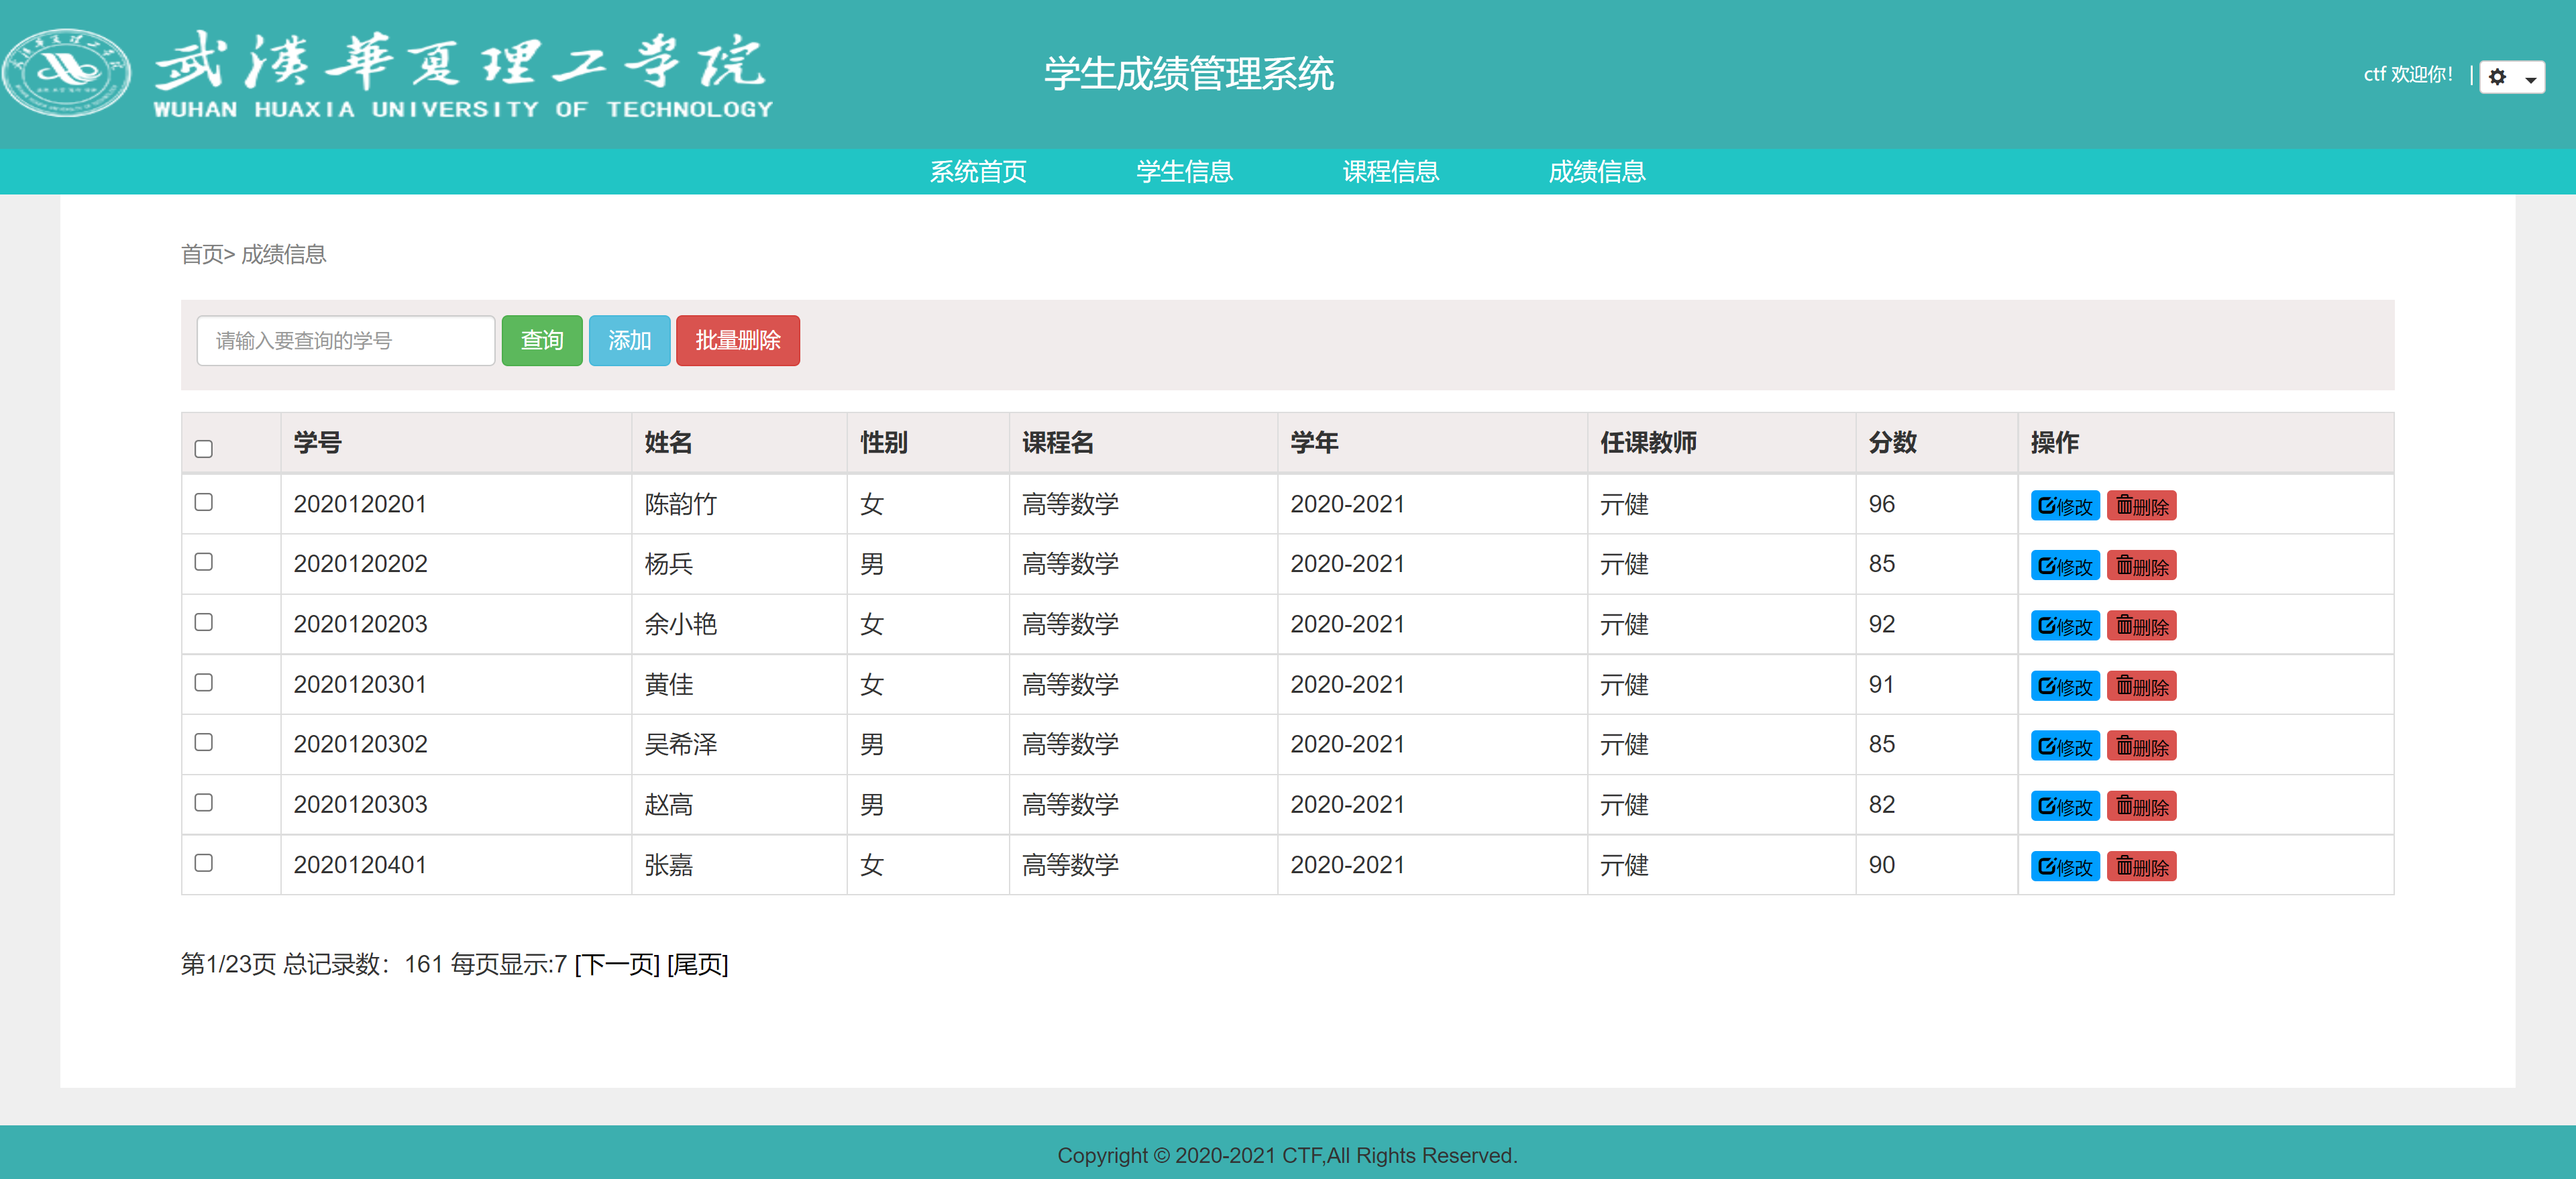 武漢華夏理工学院
WUHAN HUAXIA UNIVERSITY OF TECHNOLOGY
学生成绩管理系统
ctf 欢迎你! |
系统首页 学生信息 课程信息 成绩信息
首页> 成绩信息
请输入要查询的学号 查询 添加 批量删除
学号 姓名 性别 课程名 学年 任课教师 分数 操作
2020120201 陈韵竹 女 高等数学 2020-2021 亓健 96 修改 删除
2020120202 杨兵 男 高等数学 2020-2021 亓健 85 修改 删除
2020120203 余小艳 女 高等数学 2020-2021 亓健 92 修改 删除
2020120301 黄佳 女 高等数学 2020-2021 亓健 91 修改 删除
2020120302 吴希泽 男 高等数学 2020-2021 亓健 85 修改 删除
2020120303 赵高 男 高等数学 2020-2021 亓健 82 修改 删除
2020120401 张嘉 女 高等数学 2020-2021 亓健 90 修改 删除
第1/23页 总记录数：161 每页显示:7 [下一页] [尾页]
Copyright © 2020-2021 CTF,All Rights Reserved.